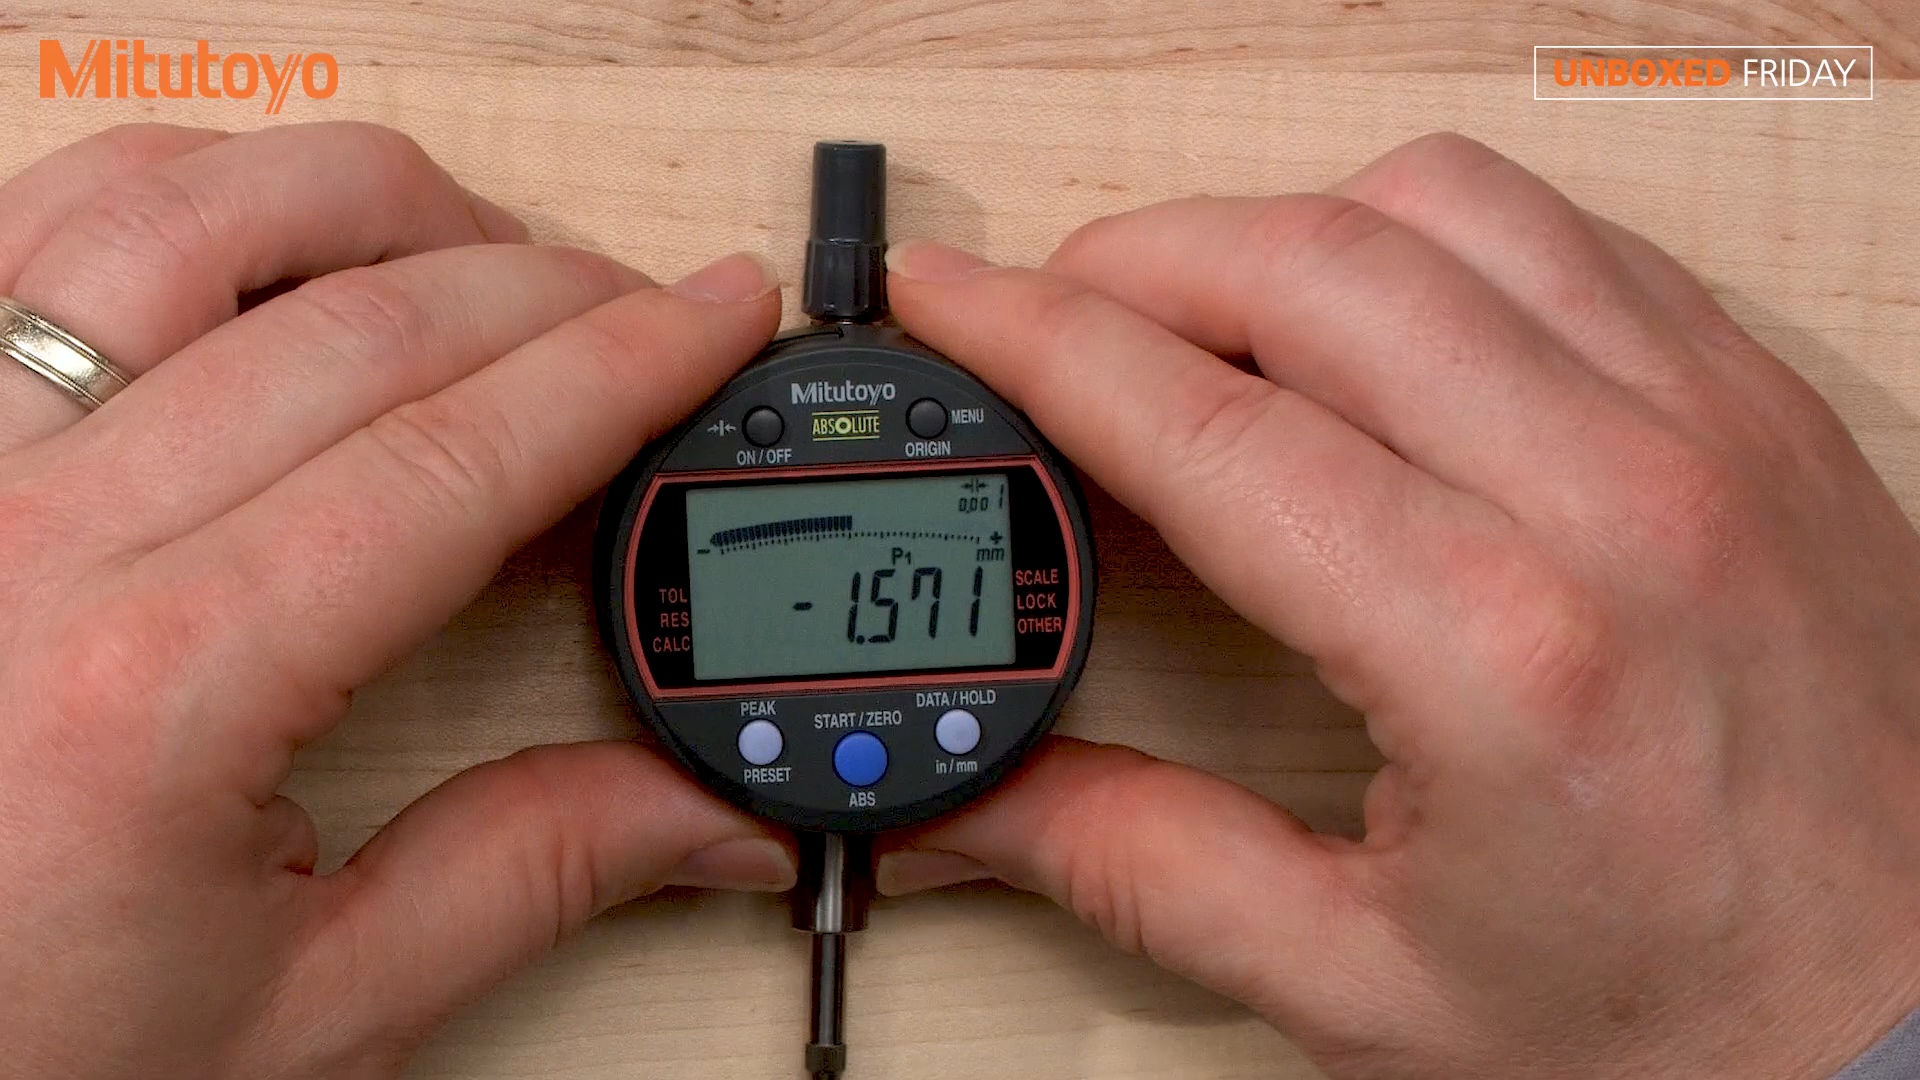 Mitutoyo
UNBOXED FRIDAY
Mitutoyo
ABSOLUTE
MENU
ON / OFF
ORIGIN
0.001
- +
P1 mm
-1.571
TOL
RES
CALC
SCALE
LOCK
OTHER
PEAK
START / ZERO
DATA / HOLD
PRESET
ABS
in / mm